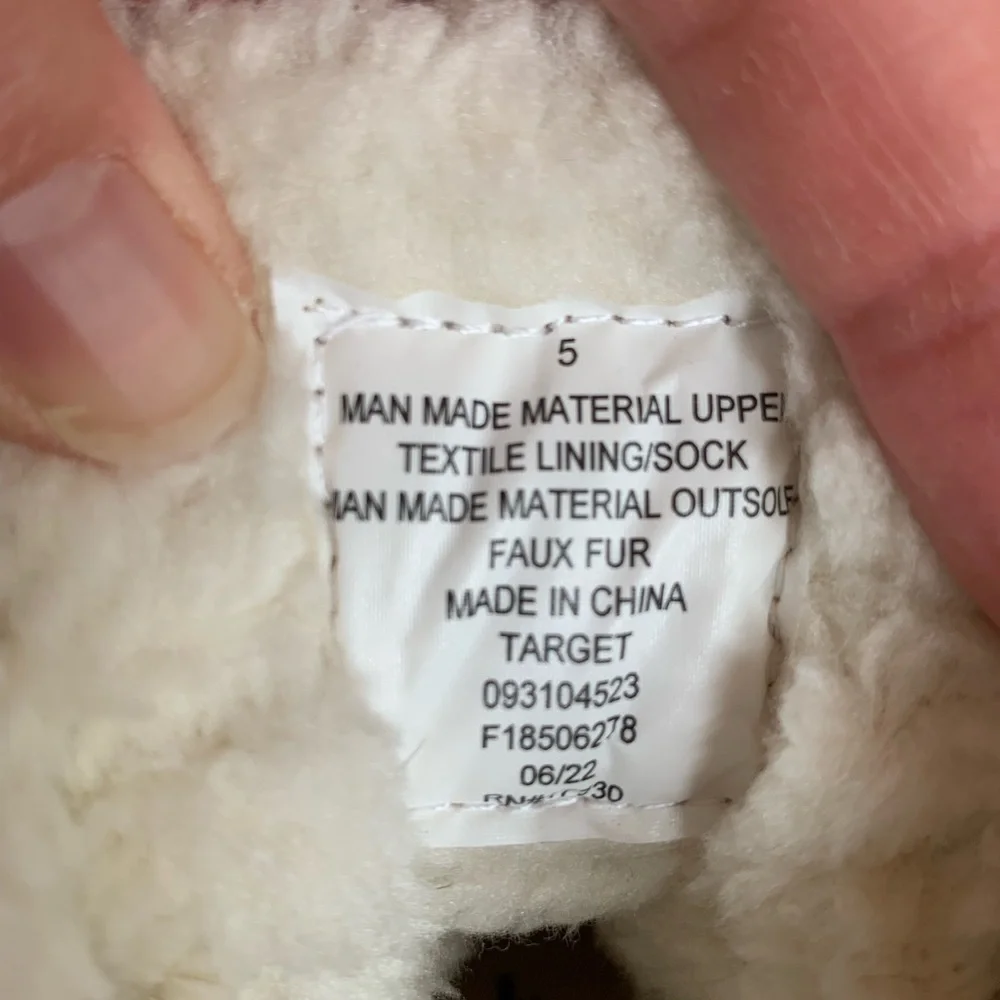 5
MAN MADE MATERIAL UPPE
TEXTILE LINING/SOCK
MAN MADE MATERIAL OUTSOLE
FAUX FUR
MADE IN CHINA
TARGET
093104523
F18506278
06/22